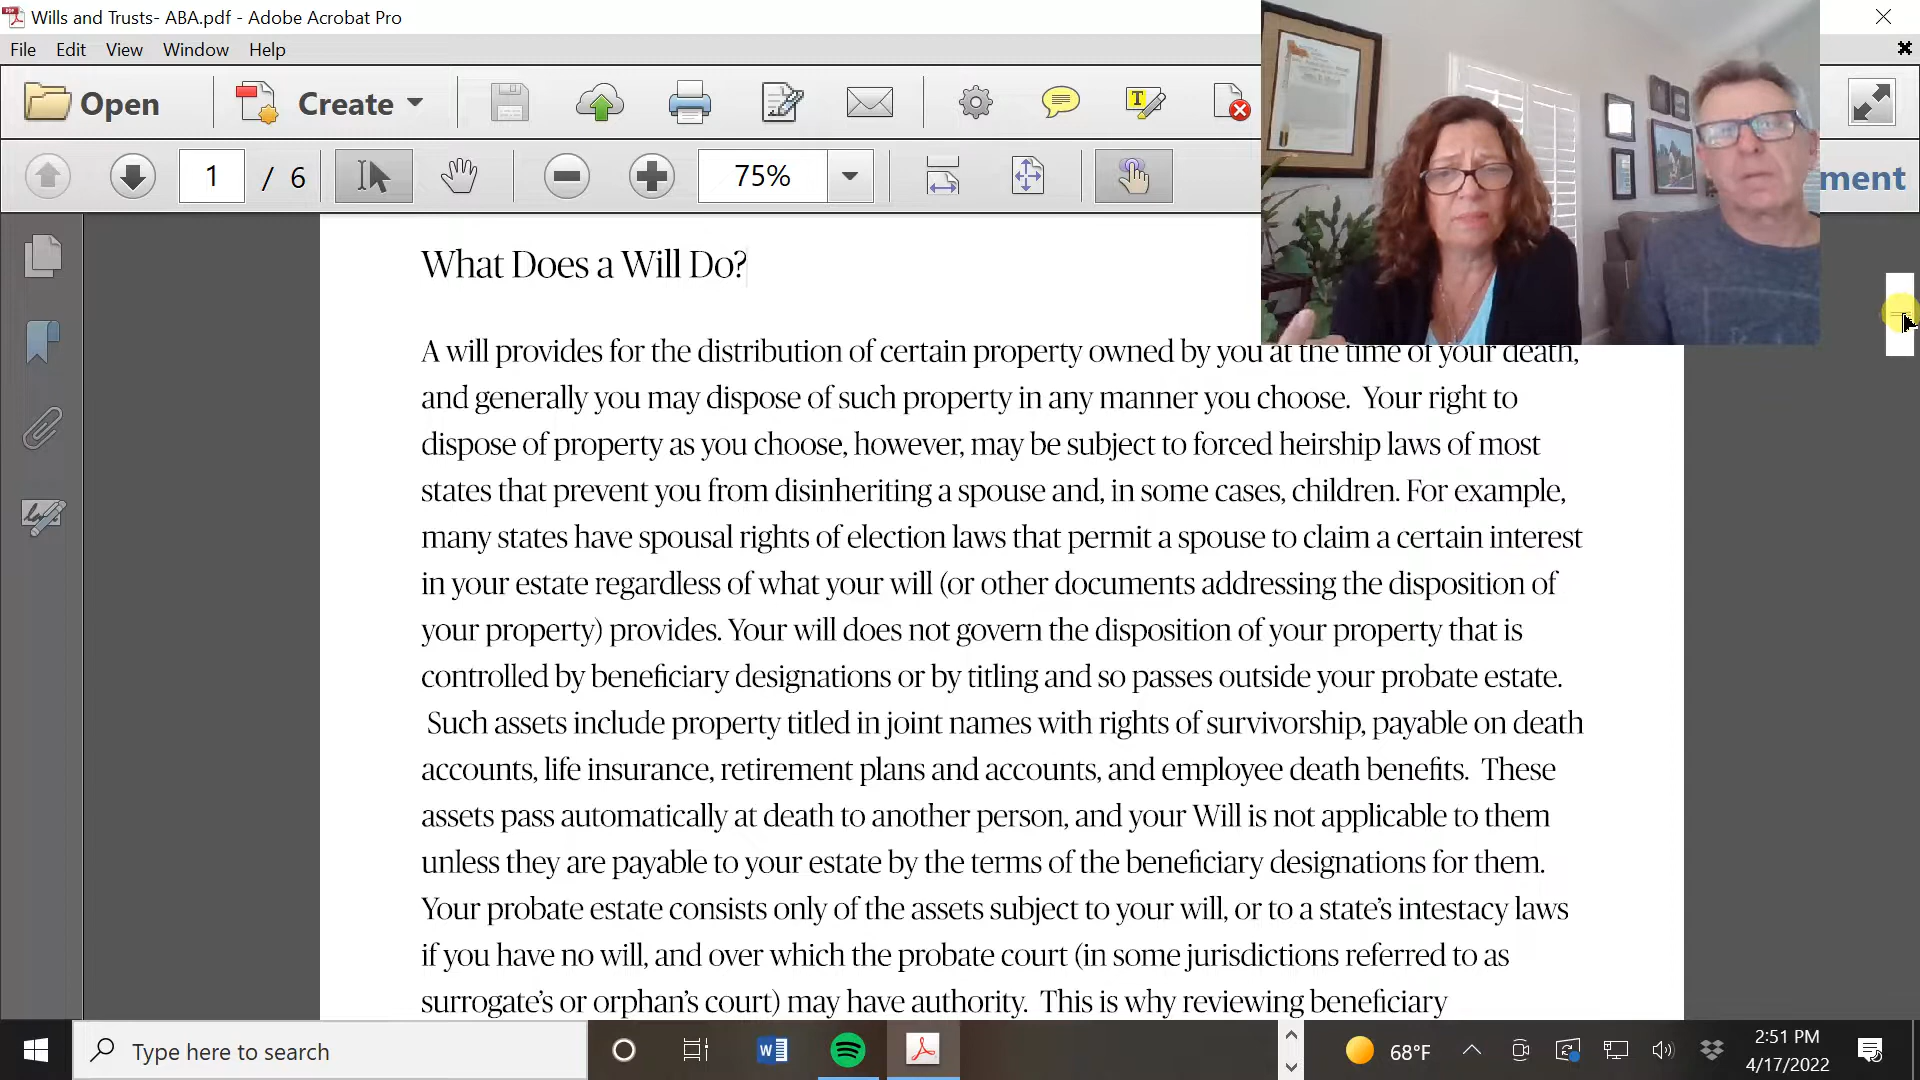 Wills and Trusts- ABA.pdf - Adobe Acrobat Pro
File Edit View Window Help
Open Create
1 / 6 75% ment
What Does a Will Do?
A will provides for the distribution of certain property owned by you at the time of your death,
and generally you may dispose of such property in any manner you choose. Your right to
dispose of property as you choose, however, may be subject to forced heirship laws of most
states that prevent you from disinheriting a spouse and, in some cases, children. For example,
many states have spousal rights of election laws that permit a spouse to claim a certain interest
in your estate regardless of what your will (or other documents addressing the disposition of
your property) provides. Your will does not govern the disposition of your property that is
controlled by beneficiary designations or by titling and so passes outside your probate estate.
Such assets include property titled in joint names with rights of survivorship, payable on death
accounts, life insurance, retirement plans and accounts, and employee death benefits. These
assets pass automatically at death to another person, and your Will is not applicable to them
unless they are payable to your estate by the terms of the beneficiary designations for them.
Your probate estate consists only of the assets subject to your will, or to a state's intestacy laws
if you have no will, and over which the probate court (in some jurisdictions referred to as
surrogate's or orphan's court) may have authority. This is why reviewing beneficiary
Type here to search
68°F
2:51 PM
4/17/2022